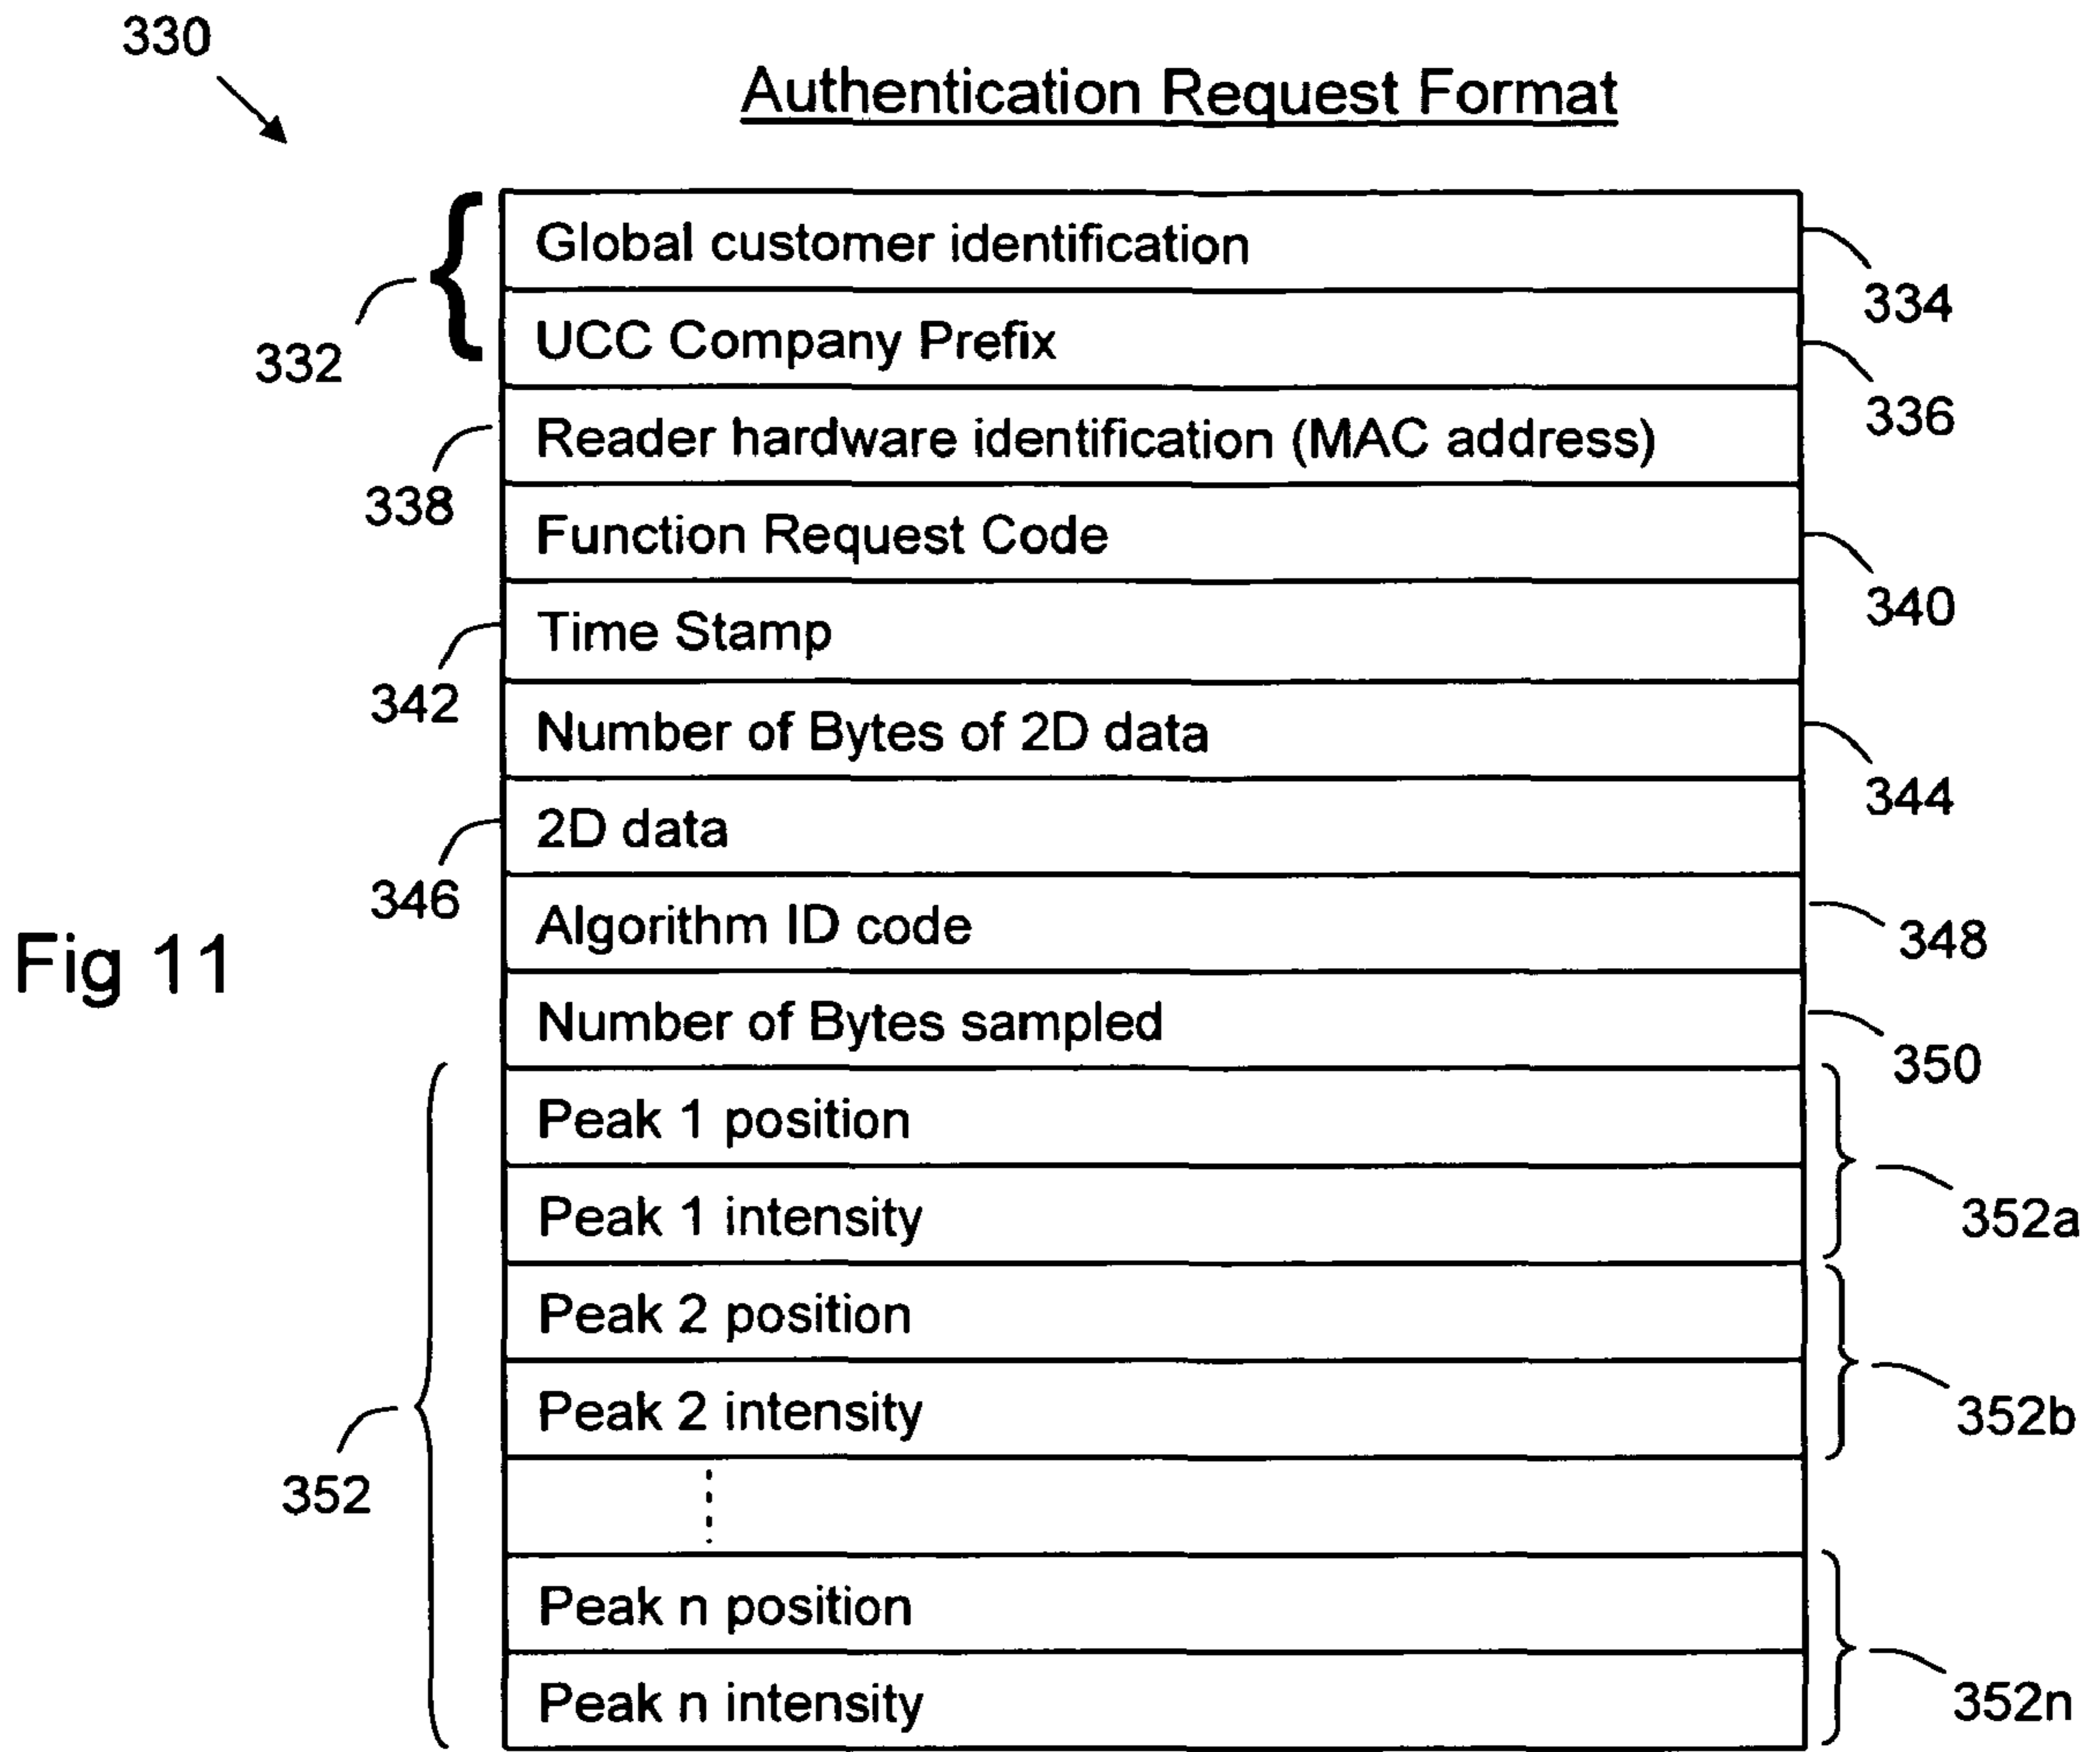 330
Authentication Request Format
Global customer identification
334
332
UCC Company Prefix
336
Reader hardware identification (MAC address)
338
Function Request Code
340
Time Stamp
342
Number of Bytes of 2D data
344
2D data
346
Algorithm ID code
348
Fig 11
Number of Bytes sampled
350
Peak 1 position
Peak 1 intensity
352a
Peak 2 position
Peak 2 intensity
352b
352
Peak n position
Peak n intensity
352n